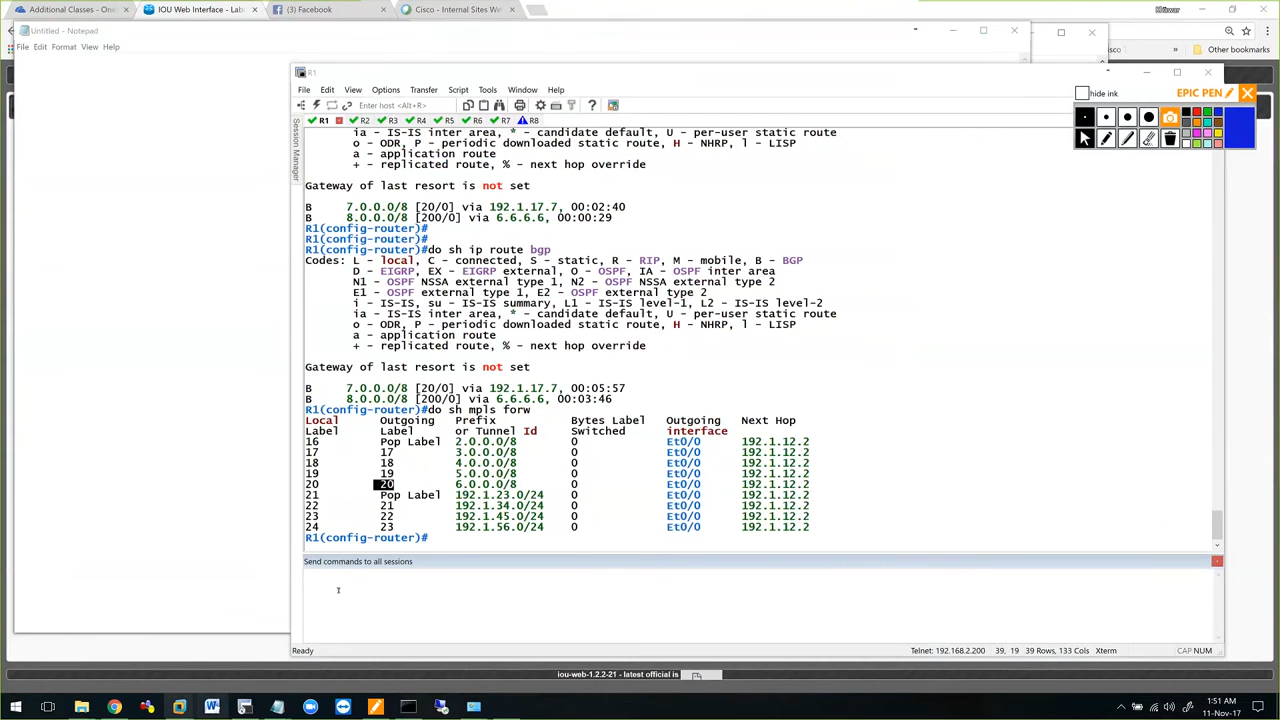 Additional Classes - One
IOU Web Interface - Lab
(3) Facebook
Cisco - Internal Sites We
Untitled - Notepad
File Edit Format View Help
isco » Other bookmarks
R1
File Edit View Options Transfer Script Tools Window Help
Enter host <Alt+R>
hide ink EPIC PEN
R1 R2 R3 R4 R5 R6 R7 R8
Session Manager
ia - IS-IS inter area, * - candidate default, U - per-user static route
o - ODR, P - periodic downloaded static route, H - NHRP, l - LISP
a - application route
+ - replicated route, % - next hop override
Gateway of last resort is not set
B 7.0.0.0/8 [20/0] via 192.1.17.7, 00:02:40
B 8.0.0.0/8 [200/0] via 6.6.6.6, 00:00:29
R1(config-router)#
R1(config-router)#
R1(config-router)#do sh ip route bgp
Codes: L - local, C - connected, S - static, R - RIP, M - mobile, B - BGP
D - EIGRP, EX - EIGRP external, O - OSPF, IA - OSPF inter area
N1 - OSPF NSSA external type 1, N2 - OSPF NSSA external type 2
E1 - OSPF external type 1, E2 - OSPF external type 2
i - IS-IS, su - IS-IS summary, L1 - IS-IS level-1, L2 - IS-IS level-2
ia - IS-IS inter area, * - candidate default, U - per-user static route
o - ODR, P - periodic downloaded static route, H - NHRP, l - LISP
a - application route
+ - replicated route, % - next hop override
Gateway of last resort is not set
B 7.0.0.0/8 [20/0] via 192.1.17.7, 00:05:57
B 8.0.0.0/8 [200/0] via 6.6.6.6, 00:03:46
R1(config-router)#do sh mpls forw
Local Outgoing Prefix Bytes Label Outgoing Next Hop
Label Label or Tunnel Id Switched interface
16 Pop Label 2.0.0.0/8 0 Et0/0 192.1.12.2
17 17 3.0.0.0/8 0 Et0/0 192.1.12.2
18 18 4.0.0.0/8 0 Et0/0 192.1.12.2
19 19 5.0.0.0/8 0 Et0/0 192.1.12.2
20 20 6.0.0.0/8 0 Et0/0 192.1.12.2
21 Pop Label 192.1.23.0/24 0 Et0/0 192.1.12.2
22 21 192.1.34.0/24 0 Et0/0 192.1.12.2
23 22 192.1.45.0/24 0 Et0/0 192.1.12.2
24 23 192.1.56.0/24 0 Et0/0 192.1.12.2
R1(config-router)#
Send commands to all sessions
Ready Telnet: 192.168.2.200 39, 19 39 Rows, 133 Cols Xterm CAP NUM
iou-web-1.2.2-21 - latest official is
1:51 AM
11-Nov-17